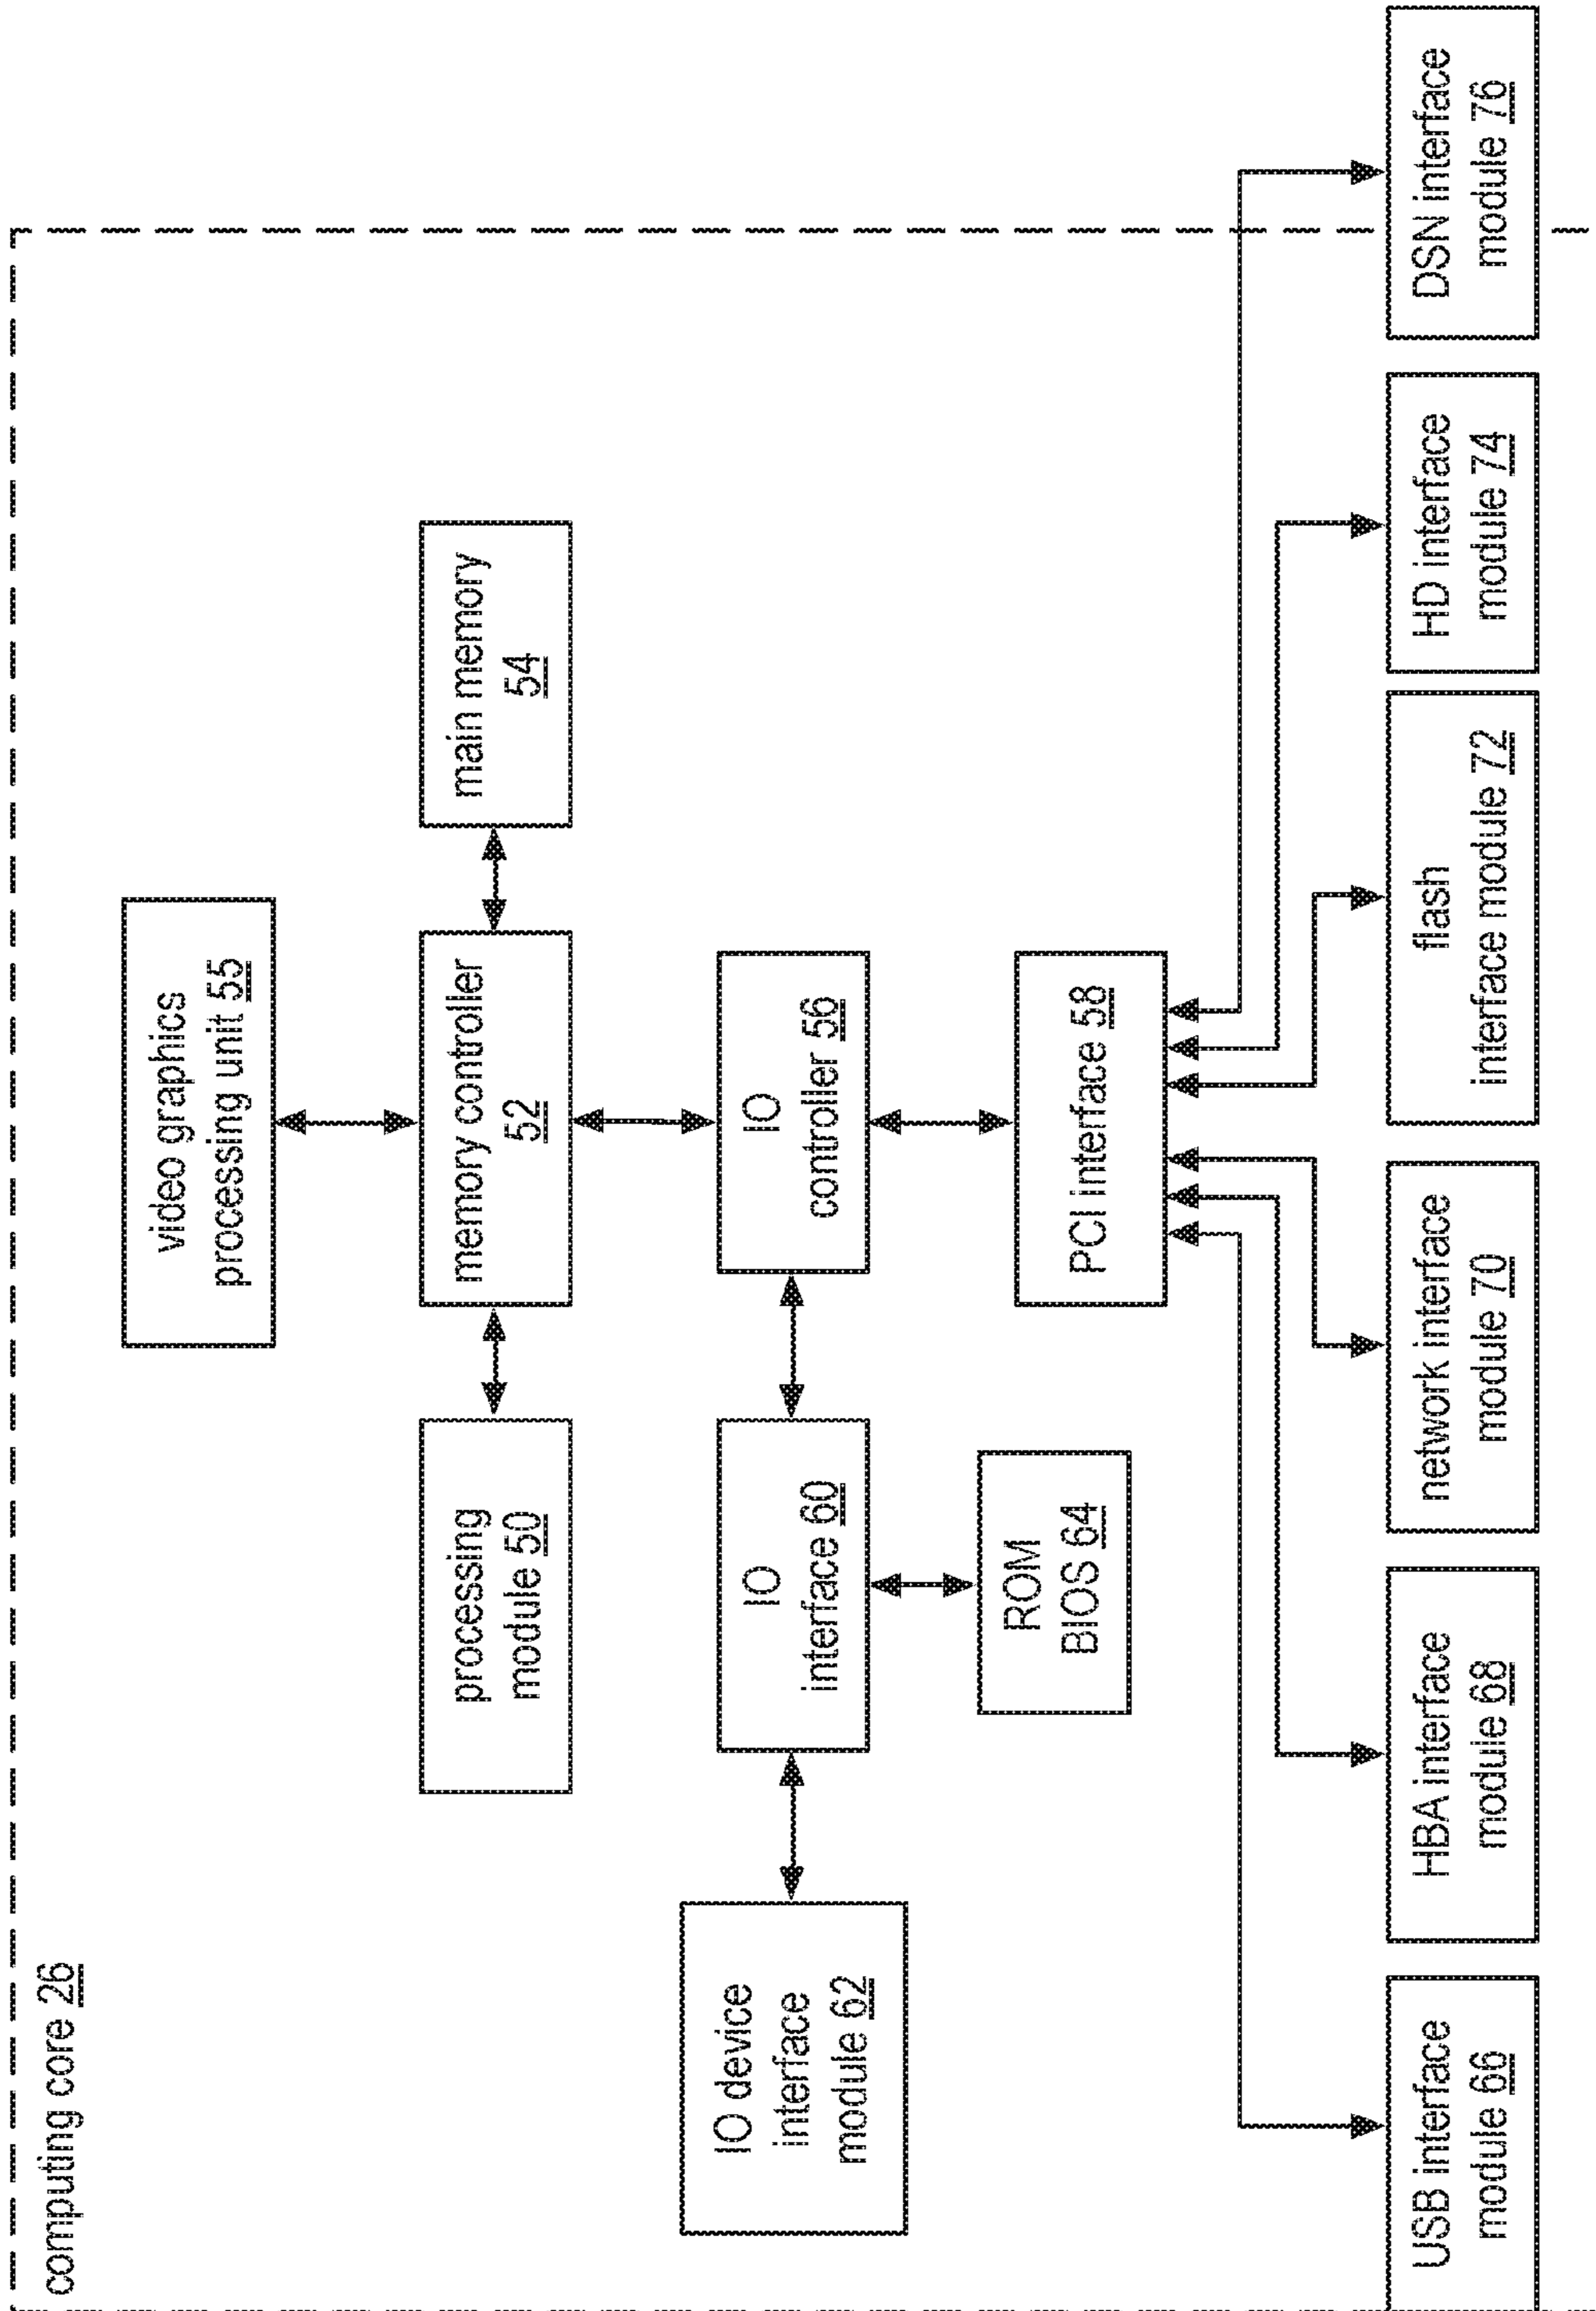 computing core 26
video graphics
processing unit 55
processing
module 50
memory controller
52
main memory
54
IO device
interface
module 62
IO
interface 60
IO
controller 56
ROM
BIOS 64
PCI interface 58
USB interface
module 66
HBA interface
module 68
network interface
module 70
flash
interface module 72
HD interface
module 74
DSN interface
module 76